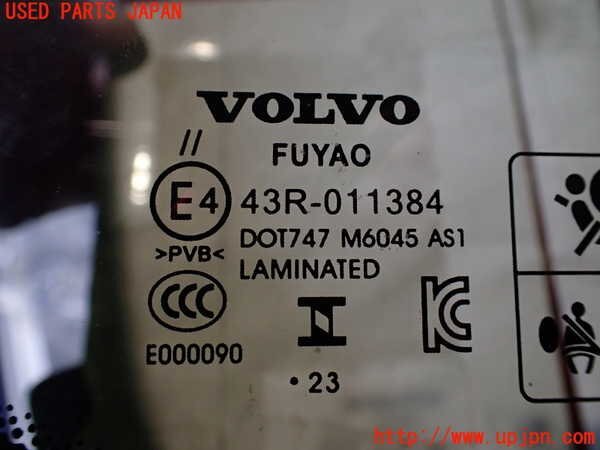 USED PARTS JAPAN
VOLVO
//
FUYAO
E4 43R-011384
DOT747 M6045 AS1
>PVB<
LAMINATED
CCC
KC
E000090
·23
http://www.upjpn.com/